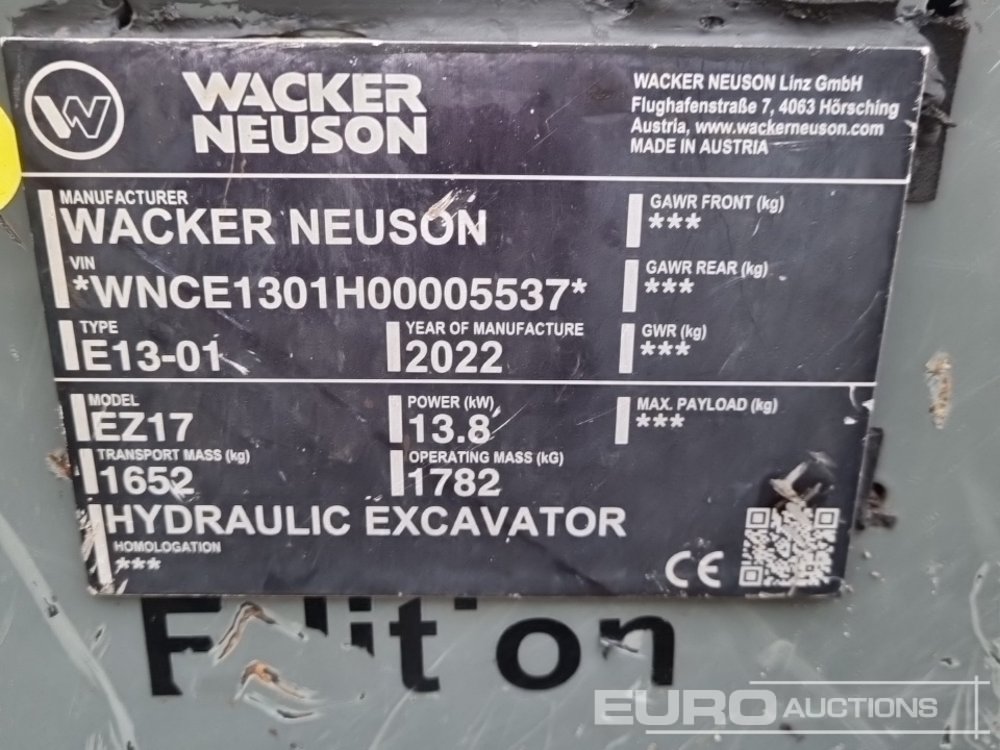 W
WACKER
NEUSON
WACKER NEUSON Linz GmbH
Flughafenstraße 7, 4063 Hörsching
Austria, www.wackerneuson.com
MADE IN AUSTRIA
MANUFACTURER
WACKER NEUSON
VIN
*WNCE1301H00005537*
TYPE
E13-01
YEAR OF MANUFACTURE
2022
GAWR FRONT (kg)
***
GAWR REAR (kg)
***
GWR (kg)
***
MODEL
EZ17
POWER (kW)
13.8
MAX. PAYLOAD (kg)
***
TRANSPORT MASS (kg)
1652
OPERATING MASS (kG)
1782
HYDRAULIC EXCAVATOR
HOMOLOGATION
***
CE
Edition
EURO AUCTIONS